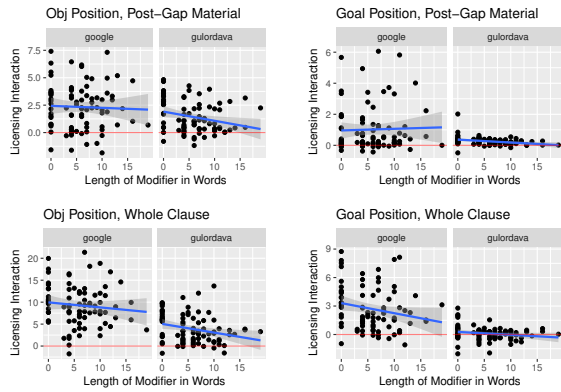 Obj Position, Post-Gap Material
google
gulordava
Licensing Interaction
7.5
5.0
2.5
0.0
0 5 10 15
0 5 10 15
Length of Modifier in Words
Goal Position, Post-Gap Material
google
gulordava
Licensing Interaction
6
4
2
0
0 5 10 15
0 5 10 15
Length of Modifier in Words
Obj Position, Whole Clause
google
gulordava
Licensing Interaction
20
15
10
5
0
0 5 10 15
0 5 10 15
Length of Modifier in Words
Goal Position, Whole Clause
google
gulordava
Licensing Interaction
9
6
3
0
0 5 10 15
0 5 10 15
Length of Modifier in Words